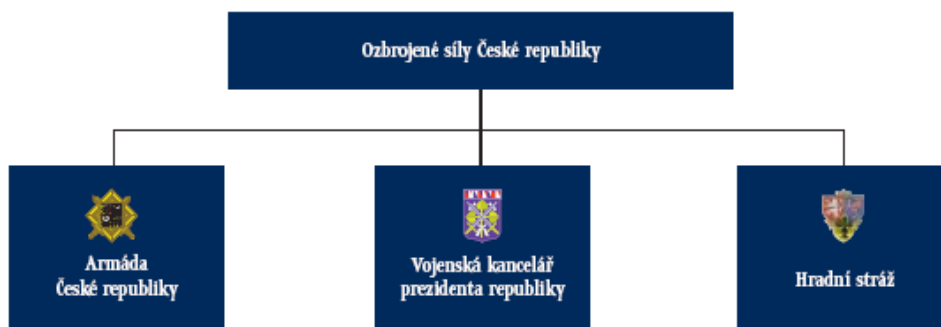 Ozbrojené síly České republiky
Armáda
České republiky
Vojenská kancelář
prezidenta republiky
Hradní stráž